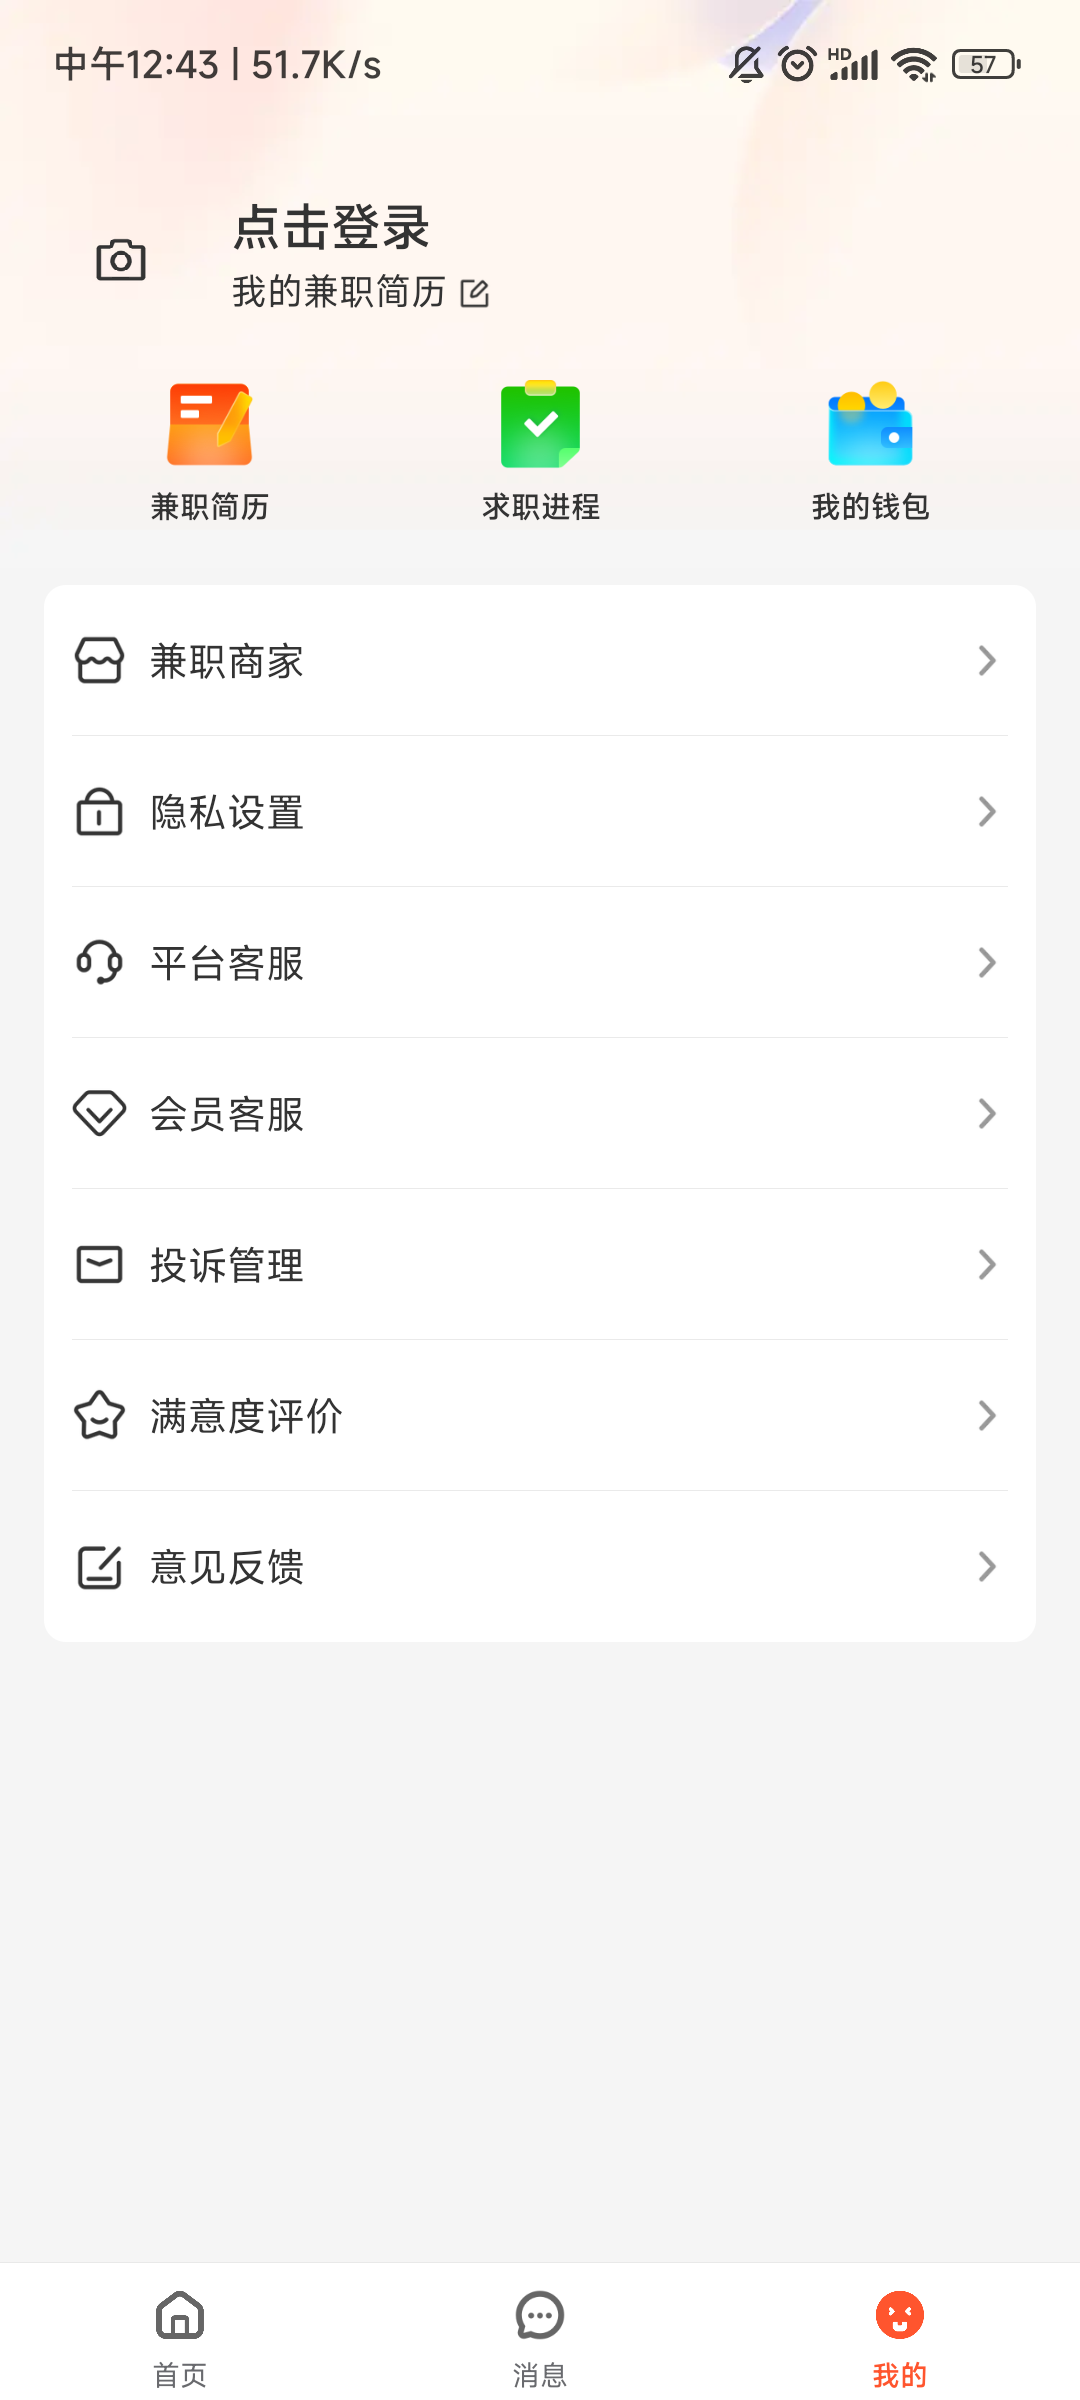 中午12:43 | 51.7K/s
HD
57
点击登录
我的兼职简历
兼职简历
求职进程
我的钱包
兼职商家
隐私设置
平台客服
会员客服
投诉管理
满意度评价
意见反馈
首页
消息
我的